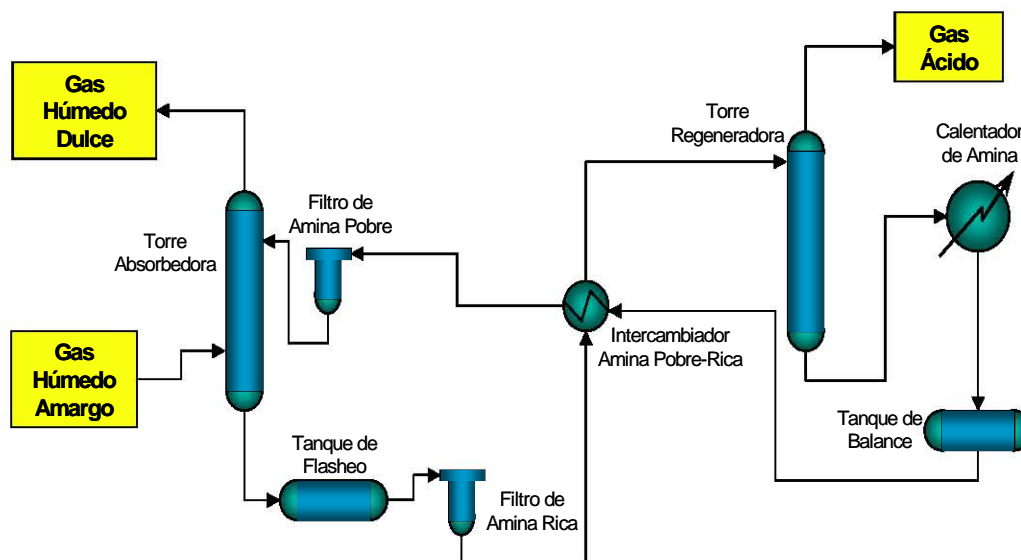 Gas
Ácido
Gas
Húmedo
Dulce
Torre
Regeneradora
Calentador
de Amina
Filtro de
Amina Pobre
Torre
Absorbedora
Gas
Húmedo
Amargo
Intercambiador
Amina Pobre-Rica
Tanque de
Balance
Tanque de
Flasheo
Filtro de
Amina Rica